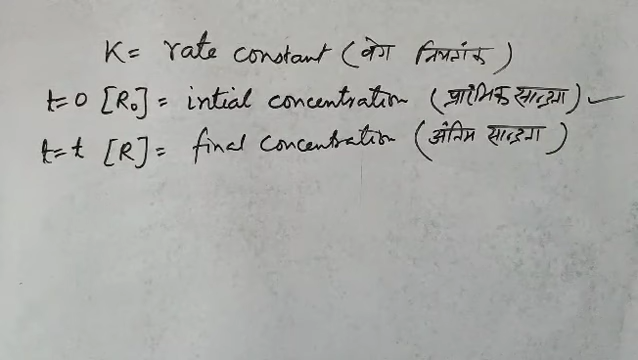 K = rate constant (वेग नियतांक)
t=0 [R₀] = intial concentration (प्रारंभिक सान्द्रता)
t=t [R] = final concentration (अंतिम सान्द्रता)